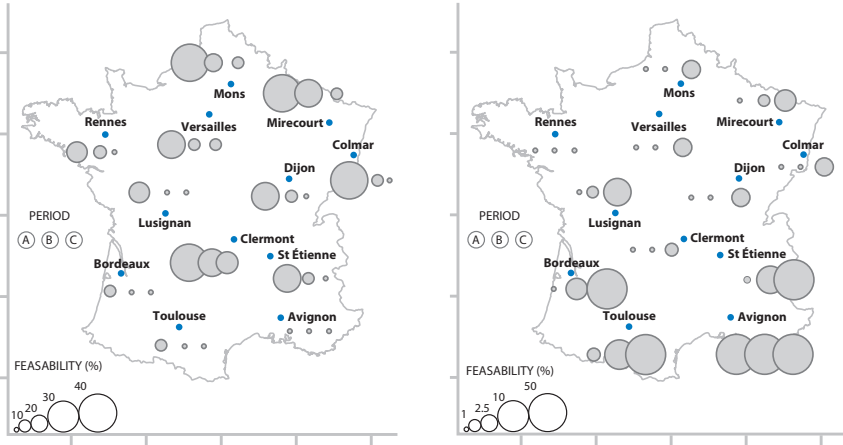 Mons
Versailles
Rennes
Mirecourt
Colmar
Dijon
Lusignan
PERIOD
A B C
Clermont
St Étienne
Bordeaux
Toulouse
Avignon
FEASABILITY (%)
10 20 30 40
Mons
Versailles
Rennes
Mirecourt
Colmar
Dijon
Lusignan
PERIOD
A B C
Clermont
St Étienne
Bordeaux
Toulouse
Avignon
FEASABILITY (%)
1 2.5 10 50